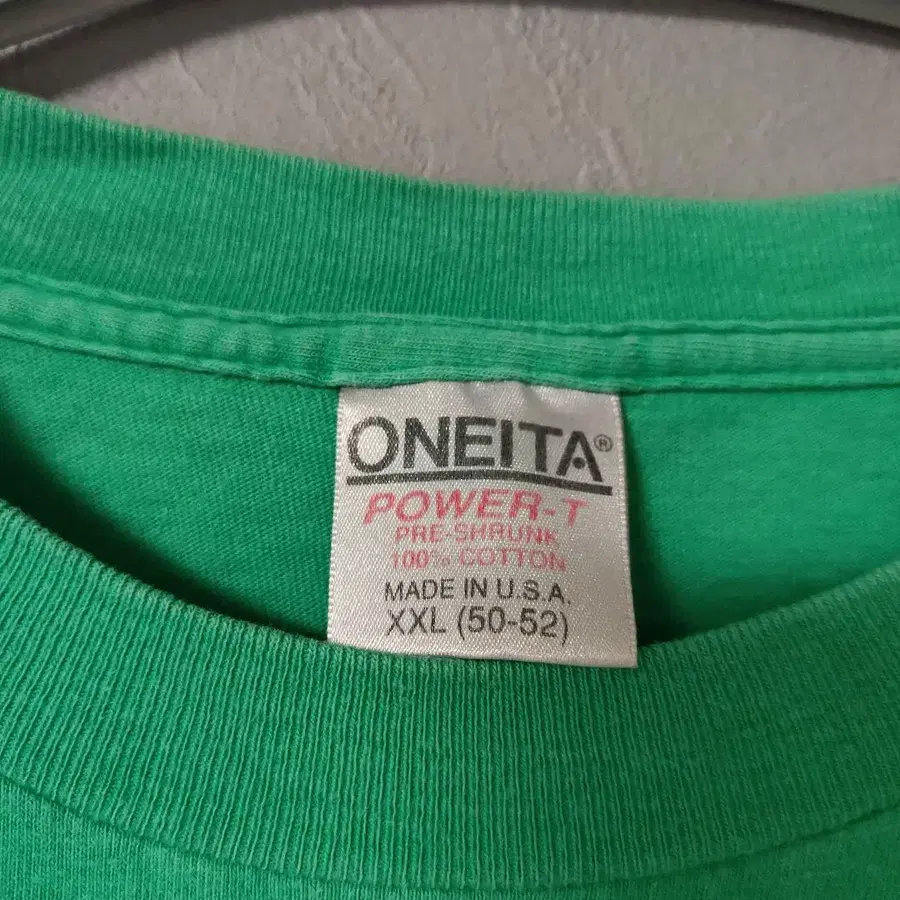 ONEITA®
POWER-T
PRE-SHRUNK
100% COTTON
MADE IN U.S.A.
XXL (50-52)